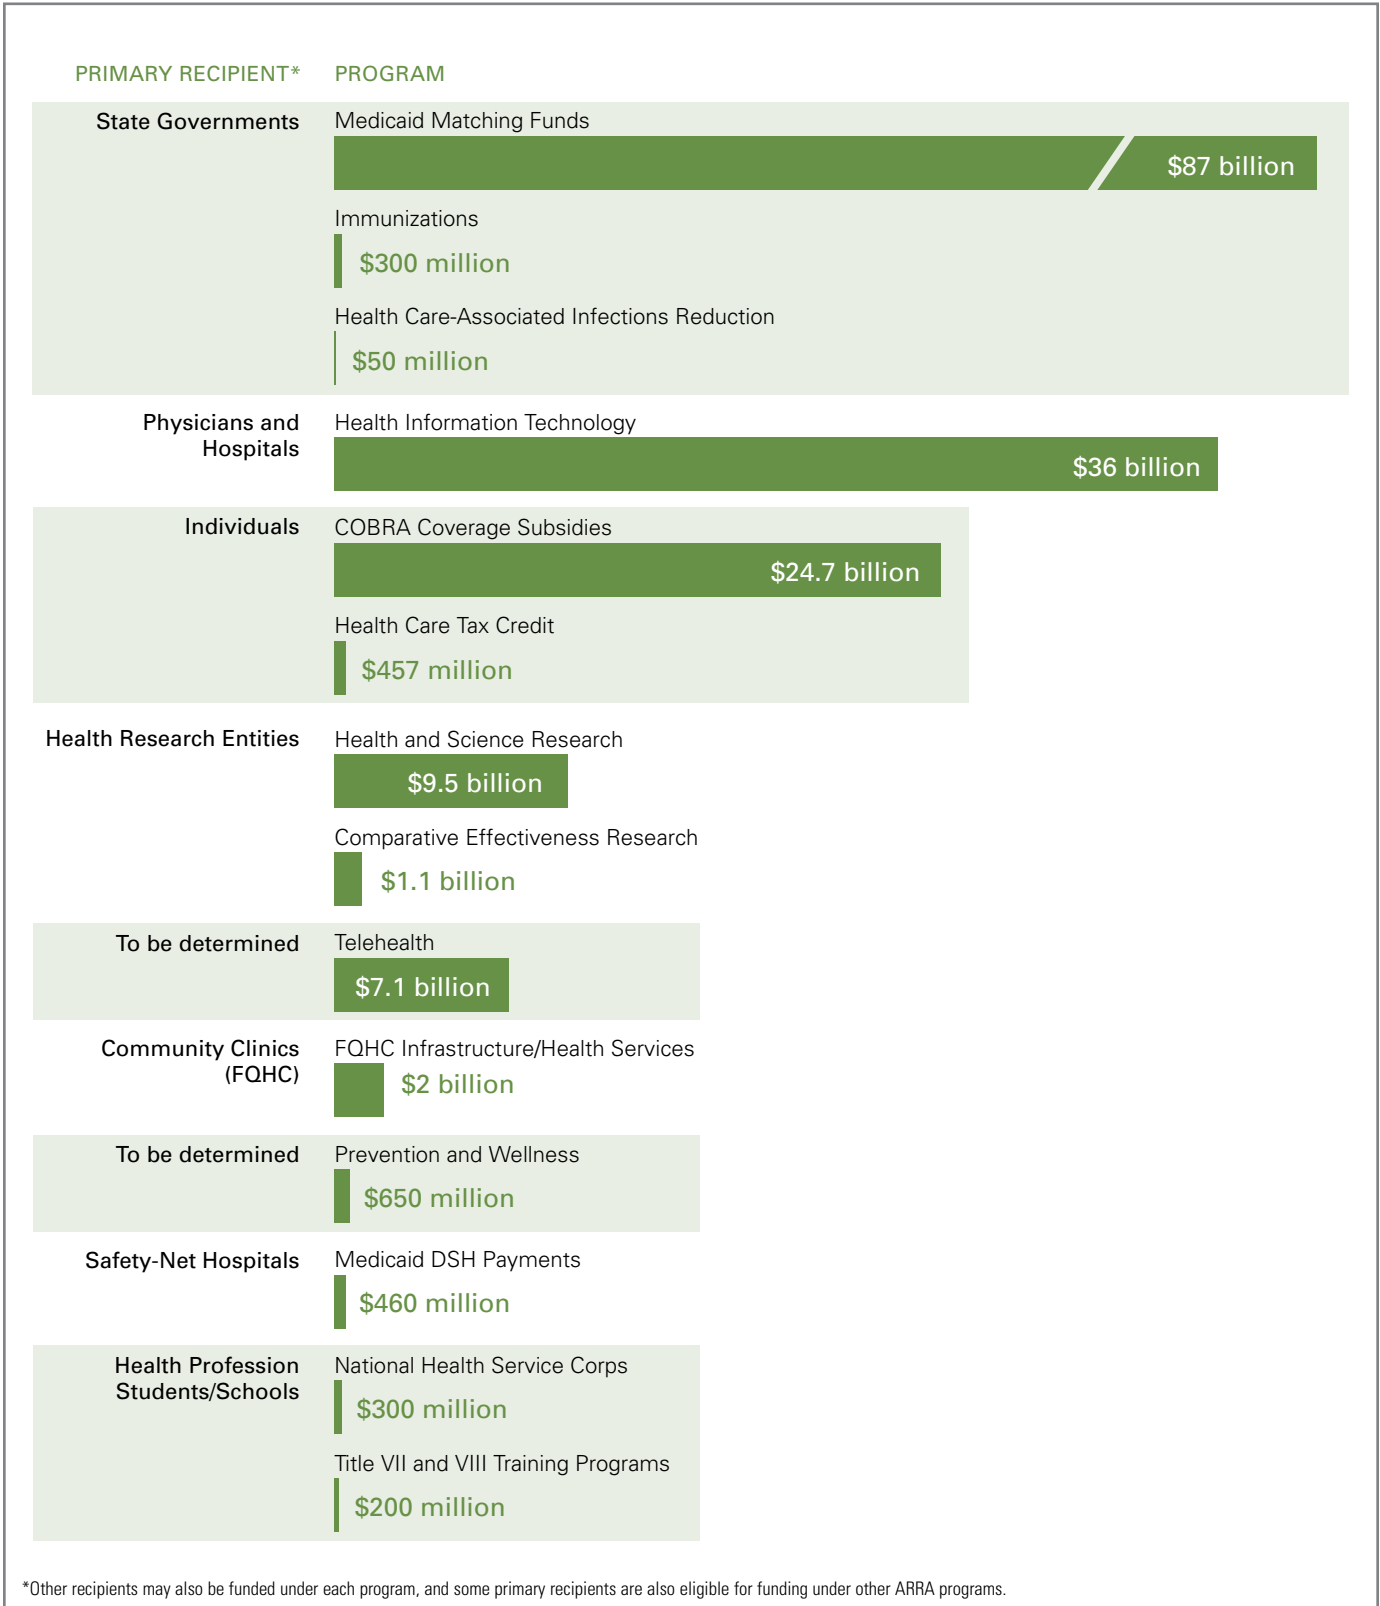 PRIMARY RECIPIENT* PROGRAM
State Governments Medicaid Matching Funds
$87 billion
Immunizations
$300 million
Health Care-Associated Infections Reduction
$50 million
Physicians and Health Information Technology
Hospitals
$36 billion
Individuals COBRA Coverage Subsidies
$24.7 billion
Health Care Tax Credit
$457 million
Health Research Entities Health and Science Research
$9.5 billion
Comparative Effectiveness Research
$1.1 billion
To be determined Telehealth
$7.1 billion
Community Clinics FQHC Infrastructure/Health Services
(FQHC) $2 billion
To be determined Prevention and Wellness
$650 million
Safety-Net Hospitals Medicaid DSH Payments
$460 million
Health Profession National Health Service Corps
Students/Schools
$300 million
Title VII and VIII Training Programs
$200 million
*Other recipients may also be funded under each program, and some primary recipients are also eligible for funding under other ARRA programs.